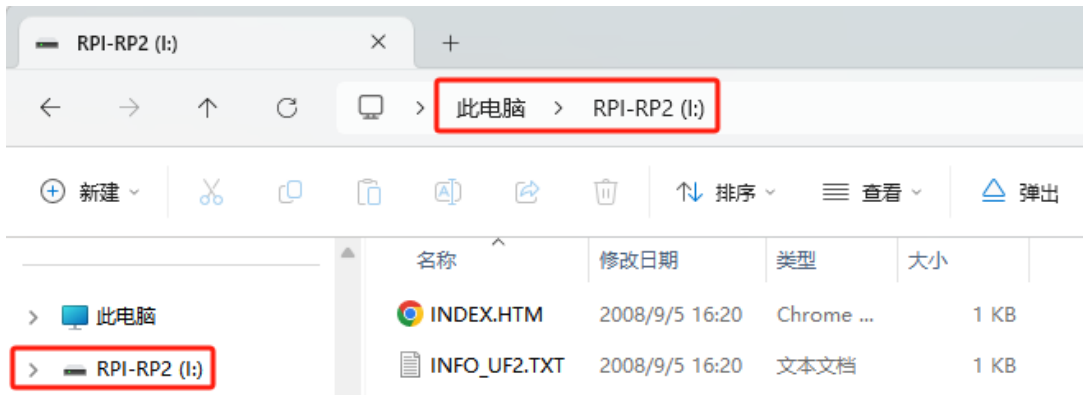 RPI-RP2 (I:)
此电脑 > RPI-RP2 (I:)
新建 排序 查看 弹出
名称 修改日期 类型 大小
此电脑
RPI-RP2 (I:)
INDEX.HTM 2008/9/5 16:20 Chrome ... 1 KB
INFO_UF2.TXT 2008/9/5 16:20 文本文档 1 KB